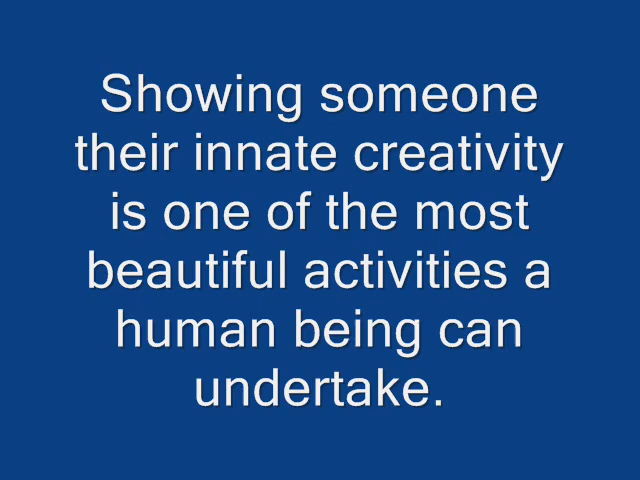 Showing someone
their innate creativity
is one of the most
beautiful activities a
human being can
undertake.